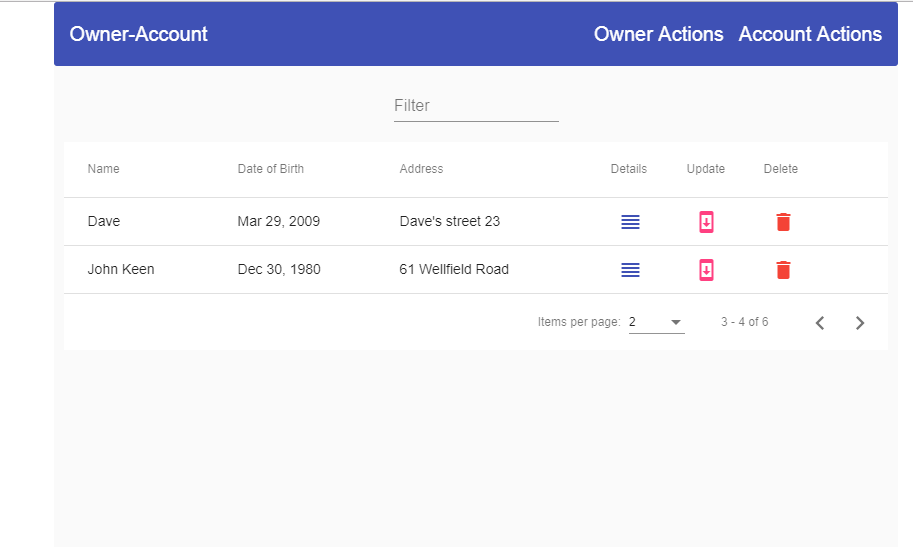 Owner-Account Owner Actions Account Actions
Filter
Name Date of Birth Address Details Update Delete
Dave Mar 29, 2009 Dave's street 23
John Keen Dec 30, 1980 61 Wellfield Road
Items per page: 2 3 - 4 of 6